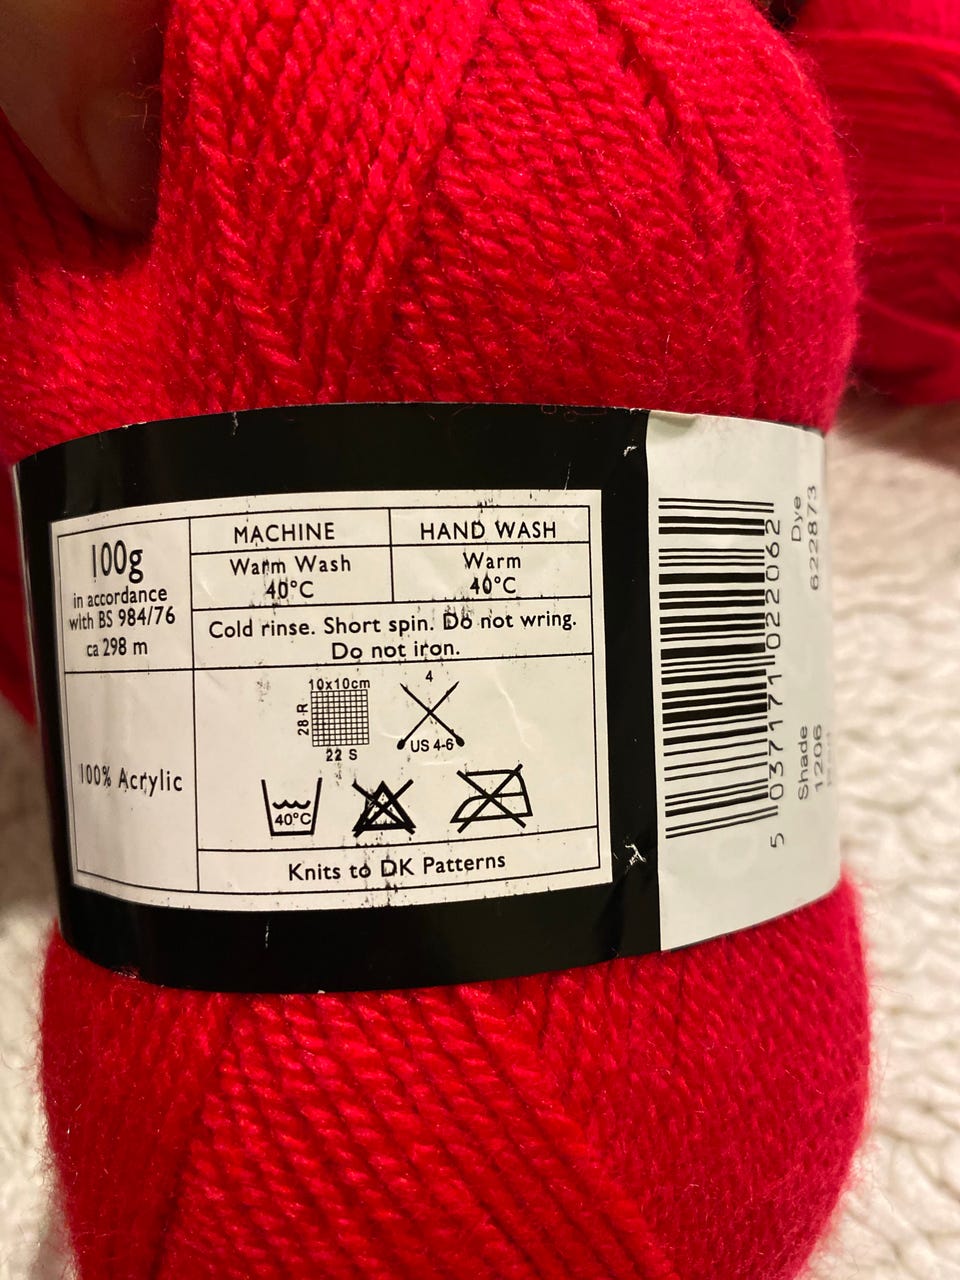 100g
in accordance
with BS 984/76
ca 298 m
100% Acrylic
MACHINE
HAND WASH
Warm Wash
40°C
Warm
40°C
Cold rinse. Short spin. Do not wring.
Do not iron.
10x10cm
28 R
22 S
4
US 4-6
40°C
Knits to DK Patterns
5 037171 022062
Shade
1206
Dye
622873